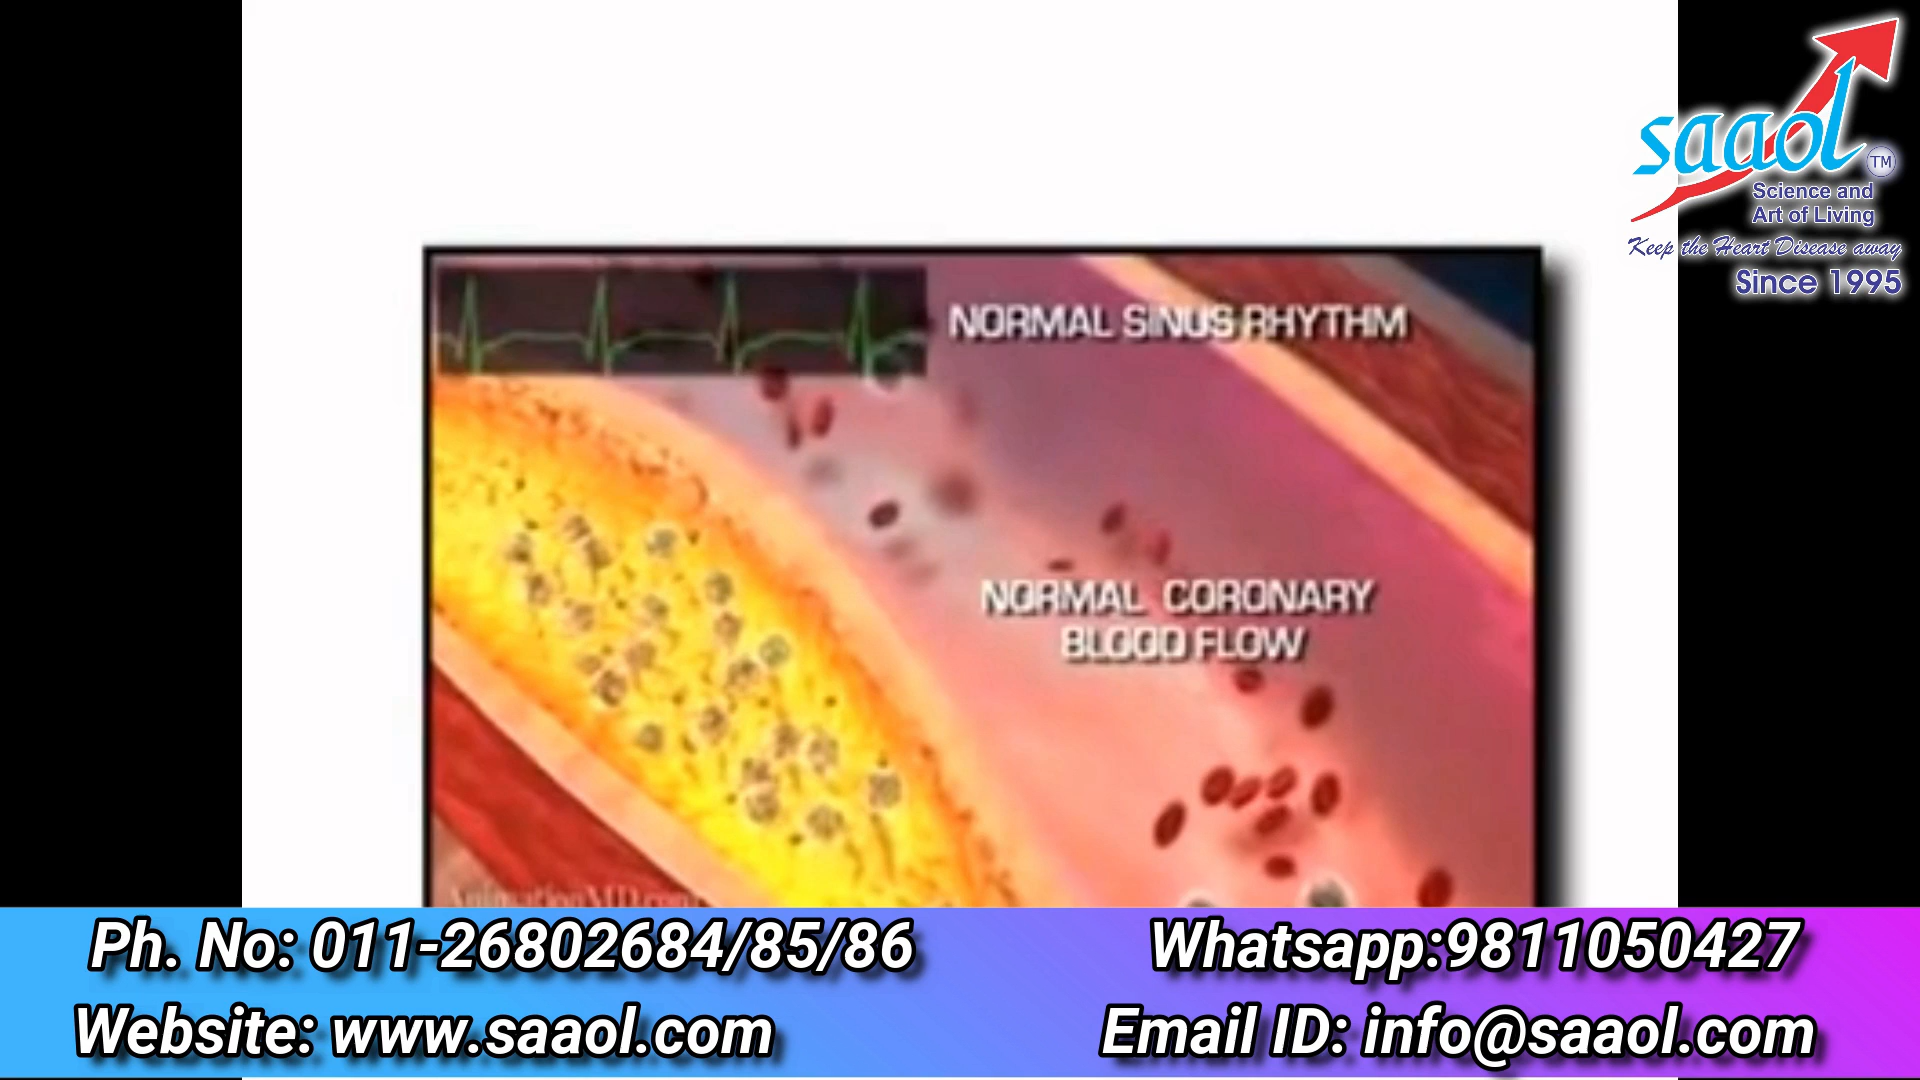 saaol
TM
Science and
Art of Living
Keep the Heart Disease away
Since 1995
NORMAL SINUS RHYTHM
NORMAL CORONARY
BLOOD FLOW
AnimationMD.com
Ph. No: 011-26802684/85/86
Whatsapp:9811050427
Website: www.saaol.com
Email ID: info@saaol.com